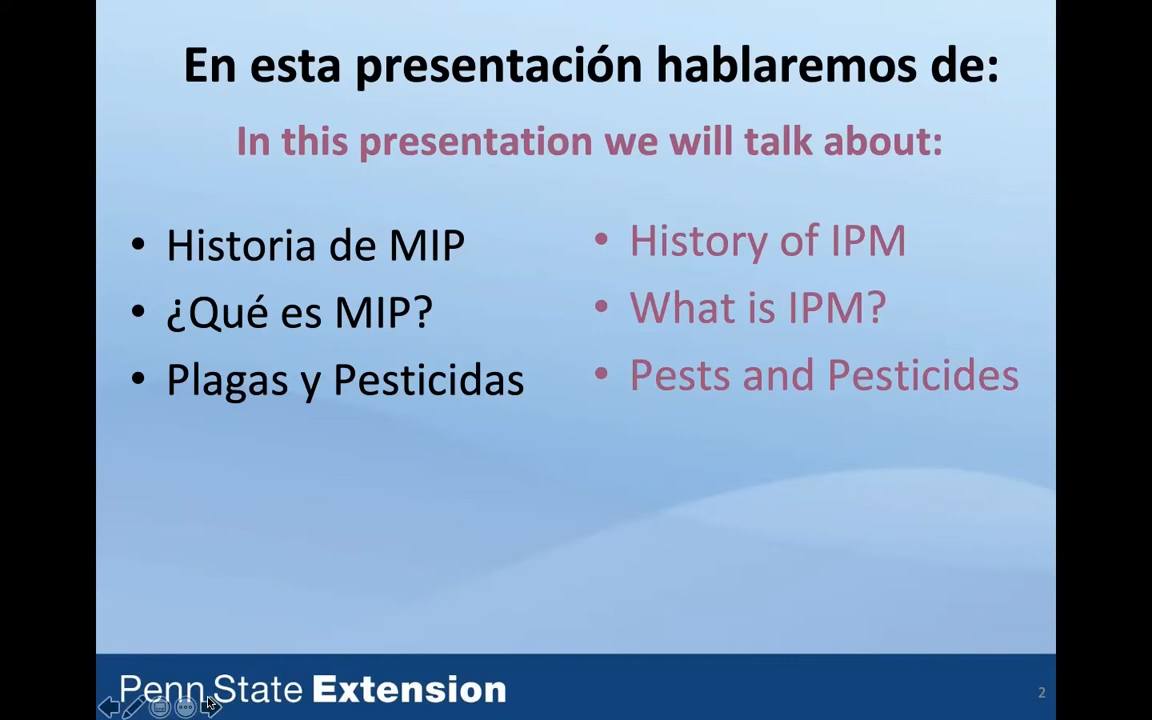 En esta presentación hablaremos de:
In this presentation we will talk about:
• Historia de MIP
• ¿Qué es MIP?
• Plagas y Pesticidas
• History of IPM
• What is IPM?
• Pests and Pesticides
Penn State Extension
2